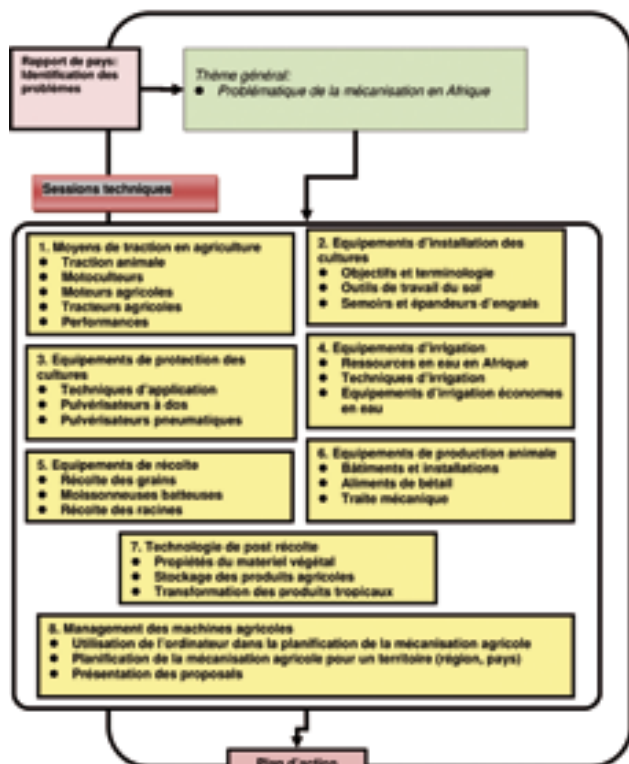 Rapport de pays:
Identification des
problèmes
Thème général:
● Problématique de la mécanisation en Afrique
Sessions techniques
1. Moyens de traction en agriculture
● Traction animale
● Motoculteurs
● Moteurs agricoles
● Tracteurs agricoles
● Performances
2. Equipements d'installation des
cultures
● Objectifs et terminologie
● Outils de travail du sol
● Semoirs et épandeurs d'engrais
3. Equipements de protection des
cultures
● Techniques d'application
● Pulvérisateurs à dos
● Pulvérisateurs pneumatiques
4. Equipements d'irrigation
● Ressources en eau en Afrique
● Techniques d'irrigation
● Equipements d'irrigation économes
en eau
5. Equipements de récolte
● Récolte des grains
● Moissonneuses batteuses
● Récolte des racines
6. Equipements de production animale
● Bâtiments et installations
● Aliments de bétail
● Traite mécanique
7. Technologie de post récolte
● Propiétés du materiel végétal
● Stockage des produits agricoles
● Transformation des produits tropicaux
8. Management des machines agricoles
● Utilisation de l'ordinateur dans la planification de la mécanisation agricole
● Planification de la mécanisation agricole pour un territoire (région, pays)
● Présentation des proposals
Plan d'action